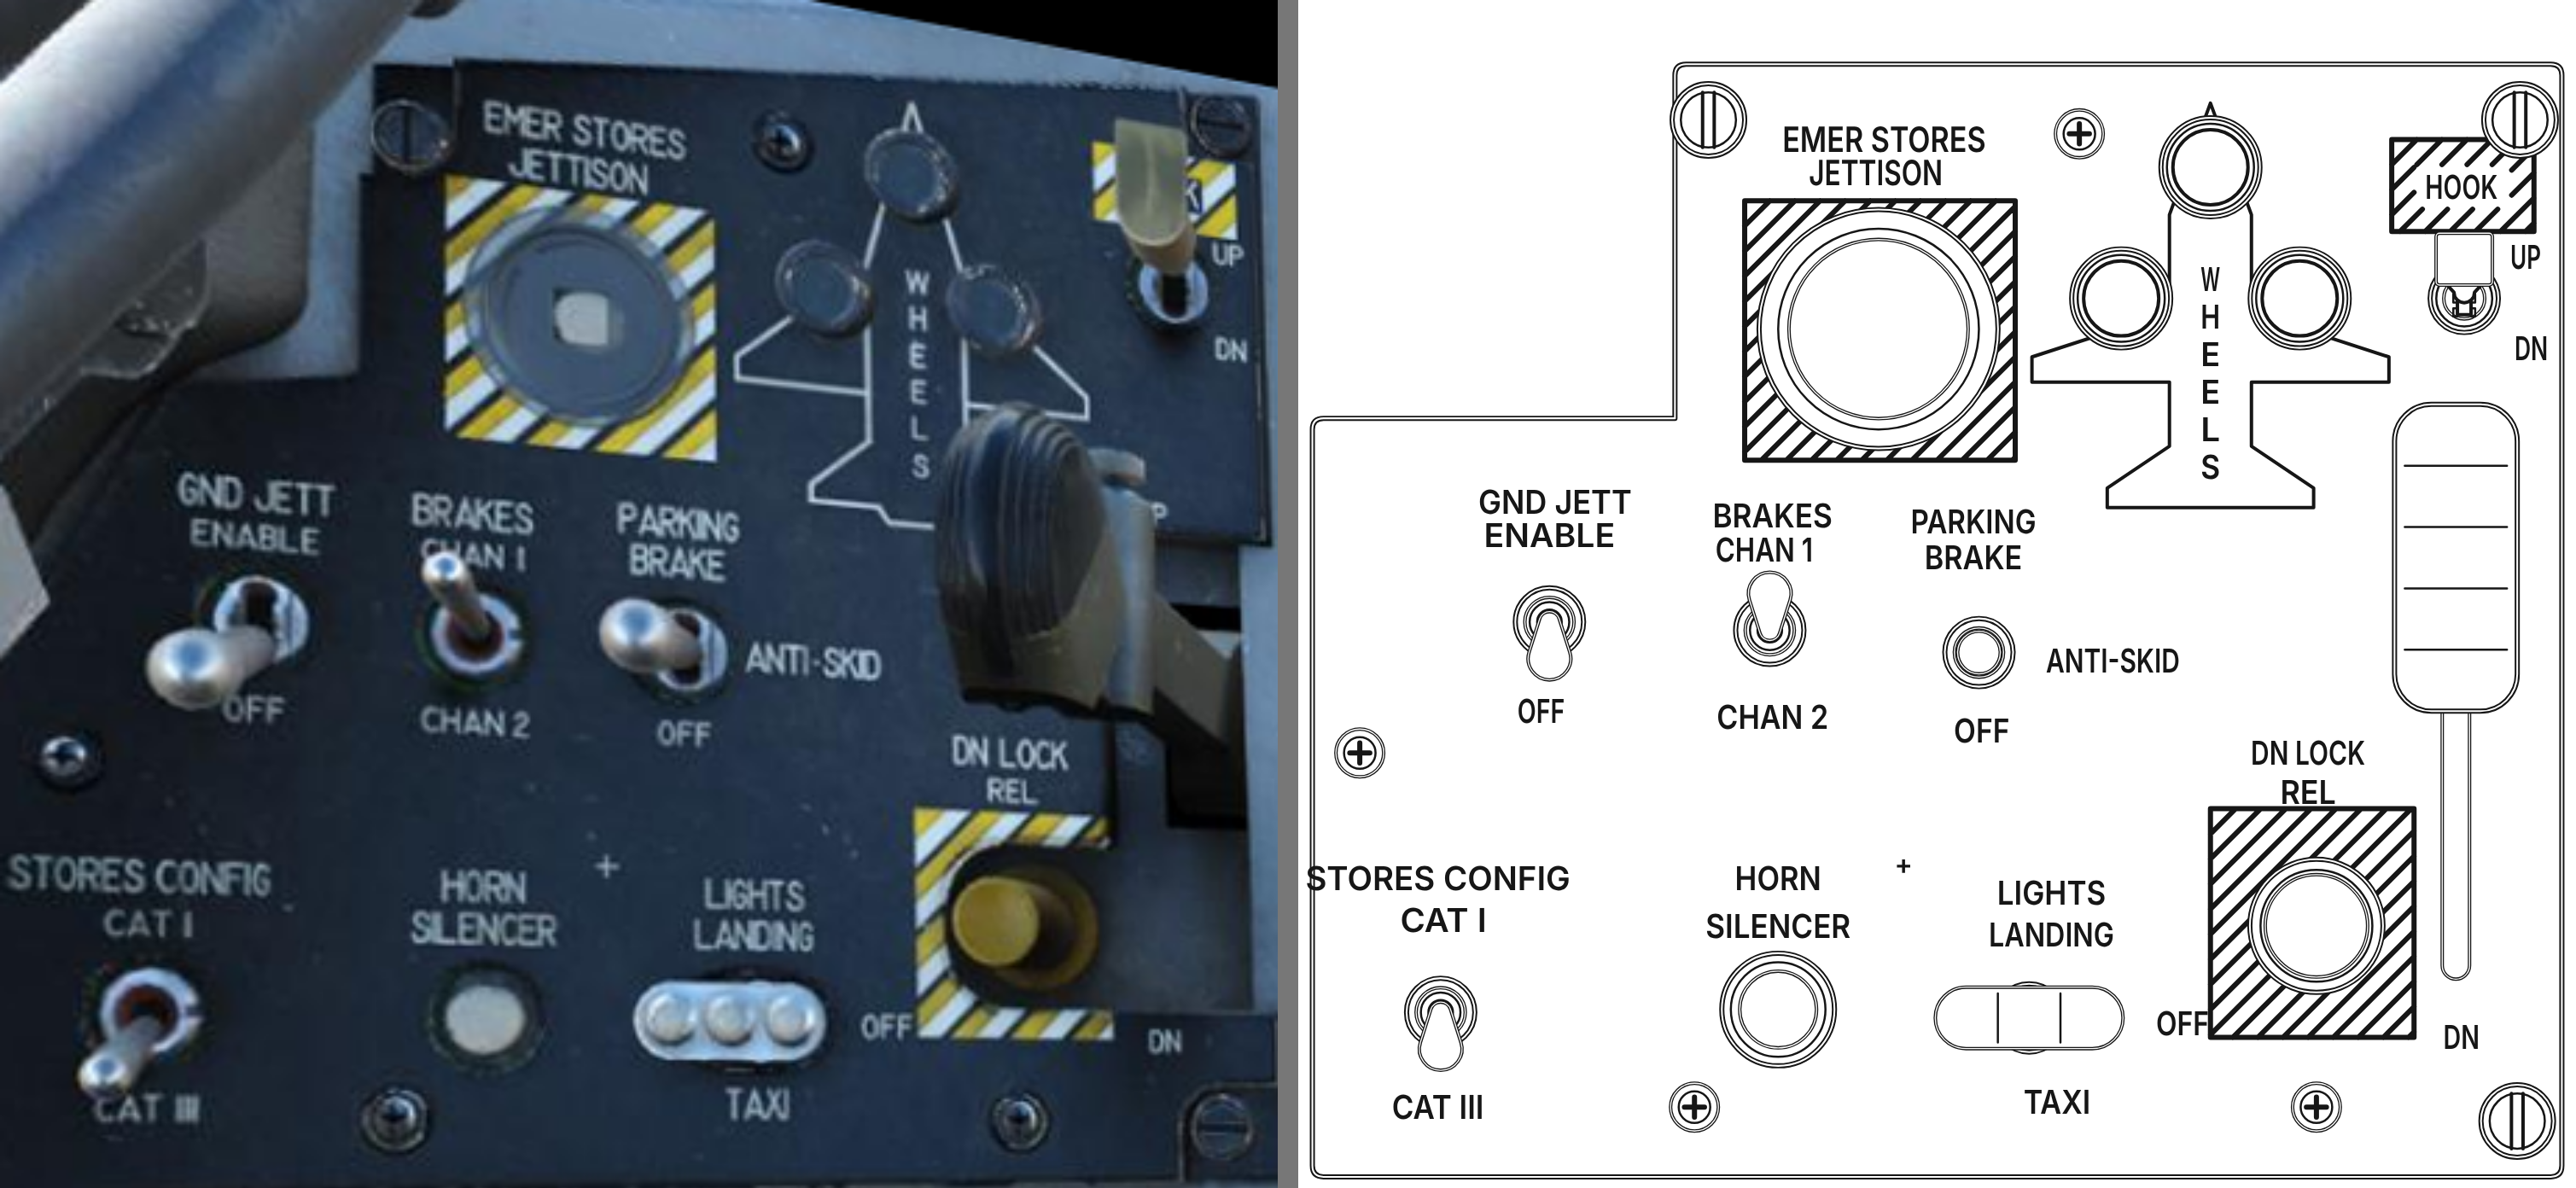 EMER STORES
JETTISON
K
UP
DN
W
H
E
E
L
S
P
GND JETT
ENABLE
OFF
BRAKES
CHAN 1
CHAN 2
PARKING
BRAKE
ANTI-SKID
OFF
DN LOCK
REL
STORES CONFIG
CAT I
CAT III
HORN
SILENCER
+
LIGHTS
LANDING
OFF
TAXI
DN
EMER STORES
JETTISON
HOOK
UP
DN
W
H
E
E
L
S
GND JETT
ENABLE
OFF
BRAKES
CHAN 1
CHAN 2
PARKING
BRAKE
ANTI-SKID
OFF
DN LOCK
REL
STORES CONFIG
CAT I
CAT III
HORN
SILENCER
+
LIGHTS
LANDING
OFF
TAXI
DN